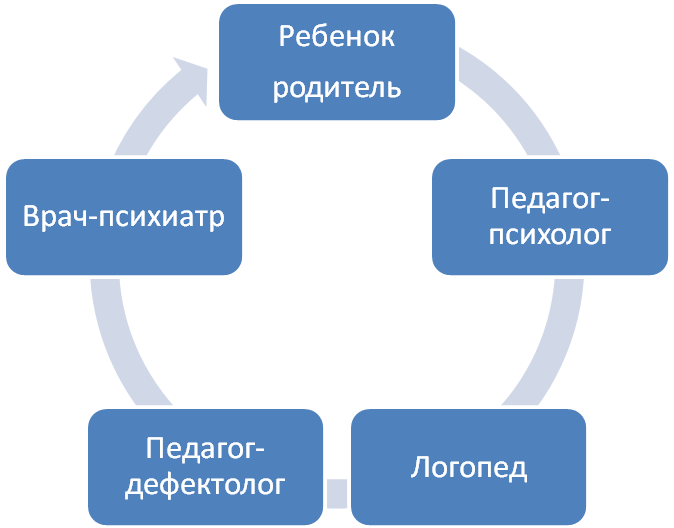 Ребенок
родитель
Педагог-
психолог
Логопед
Педагог-
дефектолог
Врач-психиатр